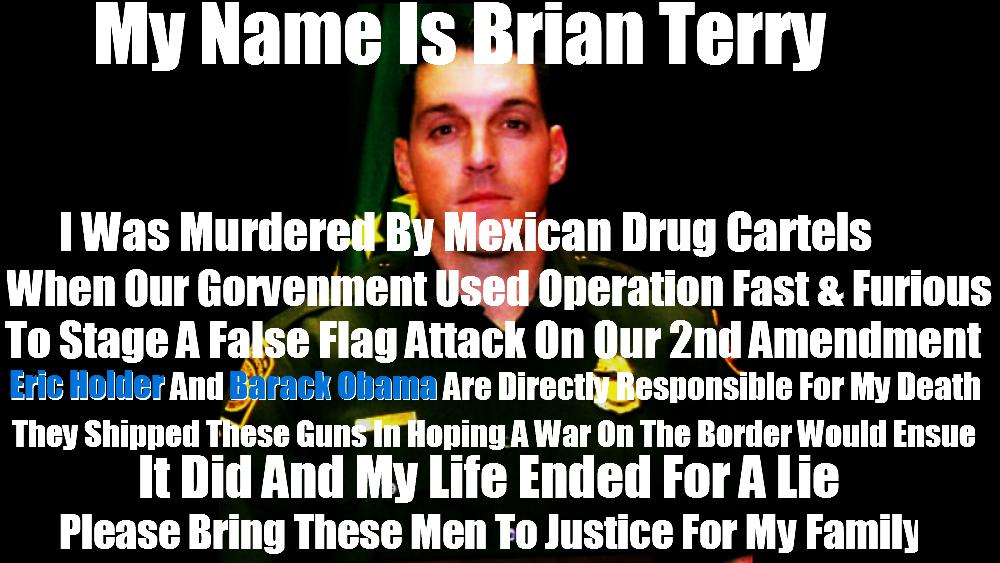 My Name Is Brian Terry
I Was Murdered By Mexican Drug Cartels
When Our Gorvenment Used Operation Fast & Furious
To Stage A False Flag Attack On Our 2nd Amendment
Eric Holder And Barack Obama Are Directly Responsible For My Death
They Shipped These Guns In Hoping A War On The Border Would Ensue
It Did And My Life Ended For A Lie
Please Bring These Men To Justice For My Family